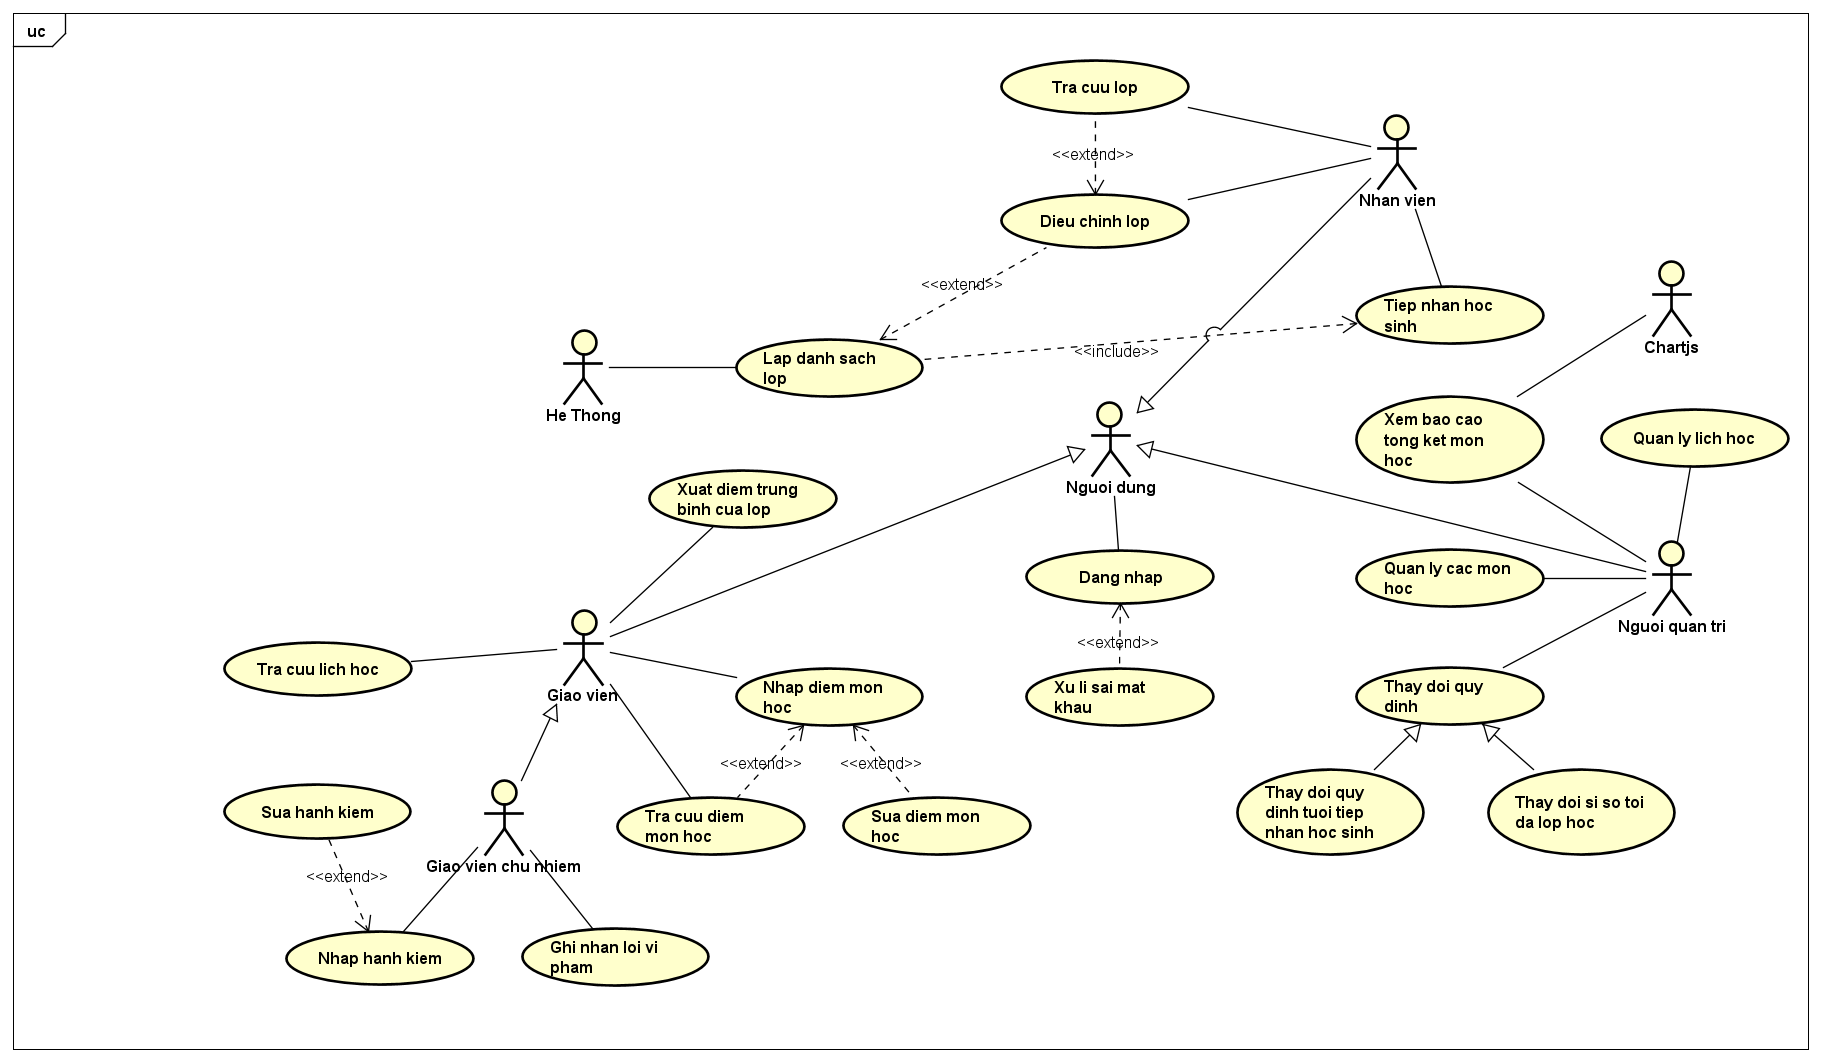 uc
Tra cuu lop
<<extend>>
Nhan vien
Dieu chinh lop
<<extend>>
Tiep nhan hoc
sinh
Chartjs
<<include>>
Lap danh sach
lop
He Thong
Xem bao cao
tong ket mon
hoc
Quan ly lich hoc
Nguoi dung
Xuat diem trung
binh cua lop
Dang nhap
Quan ly cac mon
hoc
Nguoi quan tri
<<extend>>
Tra cuu lich hoc
Giao vien
Nhap diem mon
hoc
Xu li sai mat
khau
Thay doi quy
dinh
<<extend>>
<<extend>>
Sua hanh kiem
Tra cuu diem
mon hoc
Sua diem mon
hoc
Thay doi quy
dinh tuoi tiep
nhan hoc sinh
Thay doi si so toi
da lop hoc
Giao vien chu nhiem
<<extend>>
Nhap hanh kiem
Ghi nhan loi vi
pham